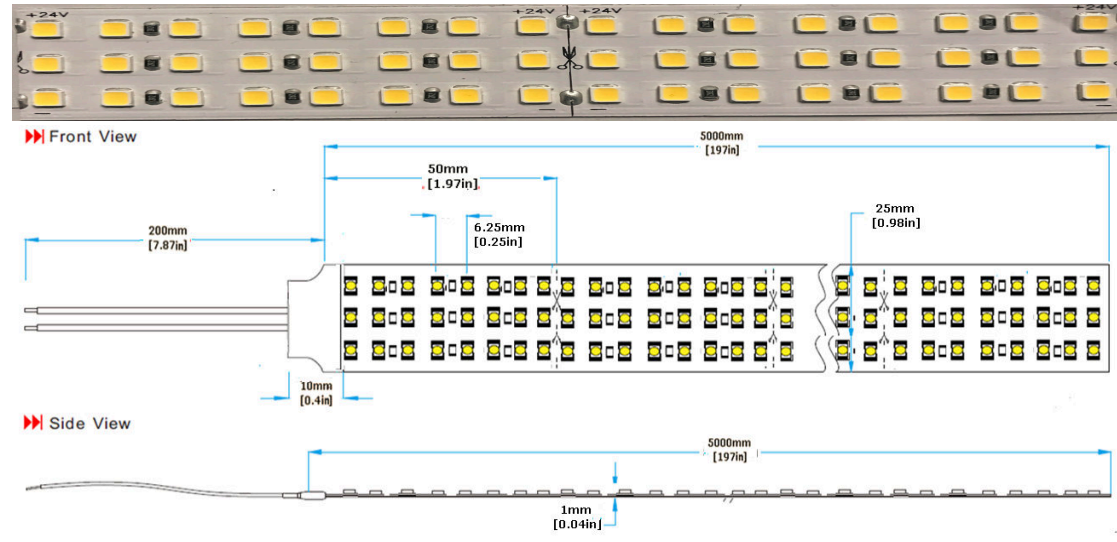 +24V
+24V
+24V
+24V
Front View
5000mm
[197in]
50mm
[1.97in]
6.25mm
[0.25in]
25mm
[0.98in]
200mm
[7.87in]
10mm
[0.4in]
Side View
5000mm
[197in]
1mm
[0.04in]